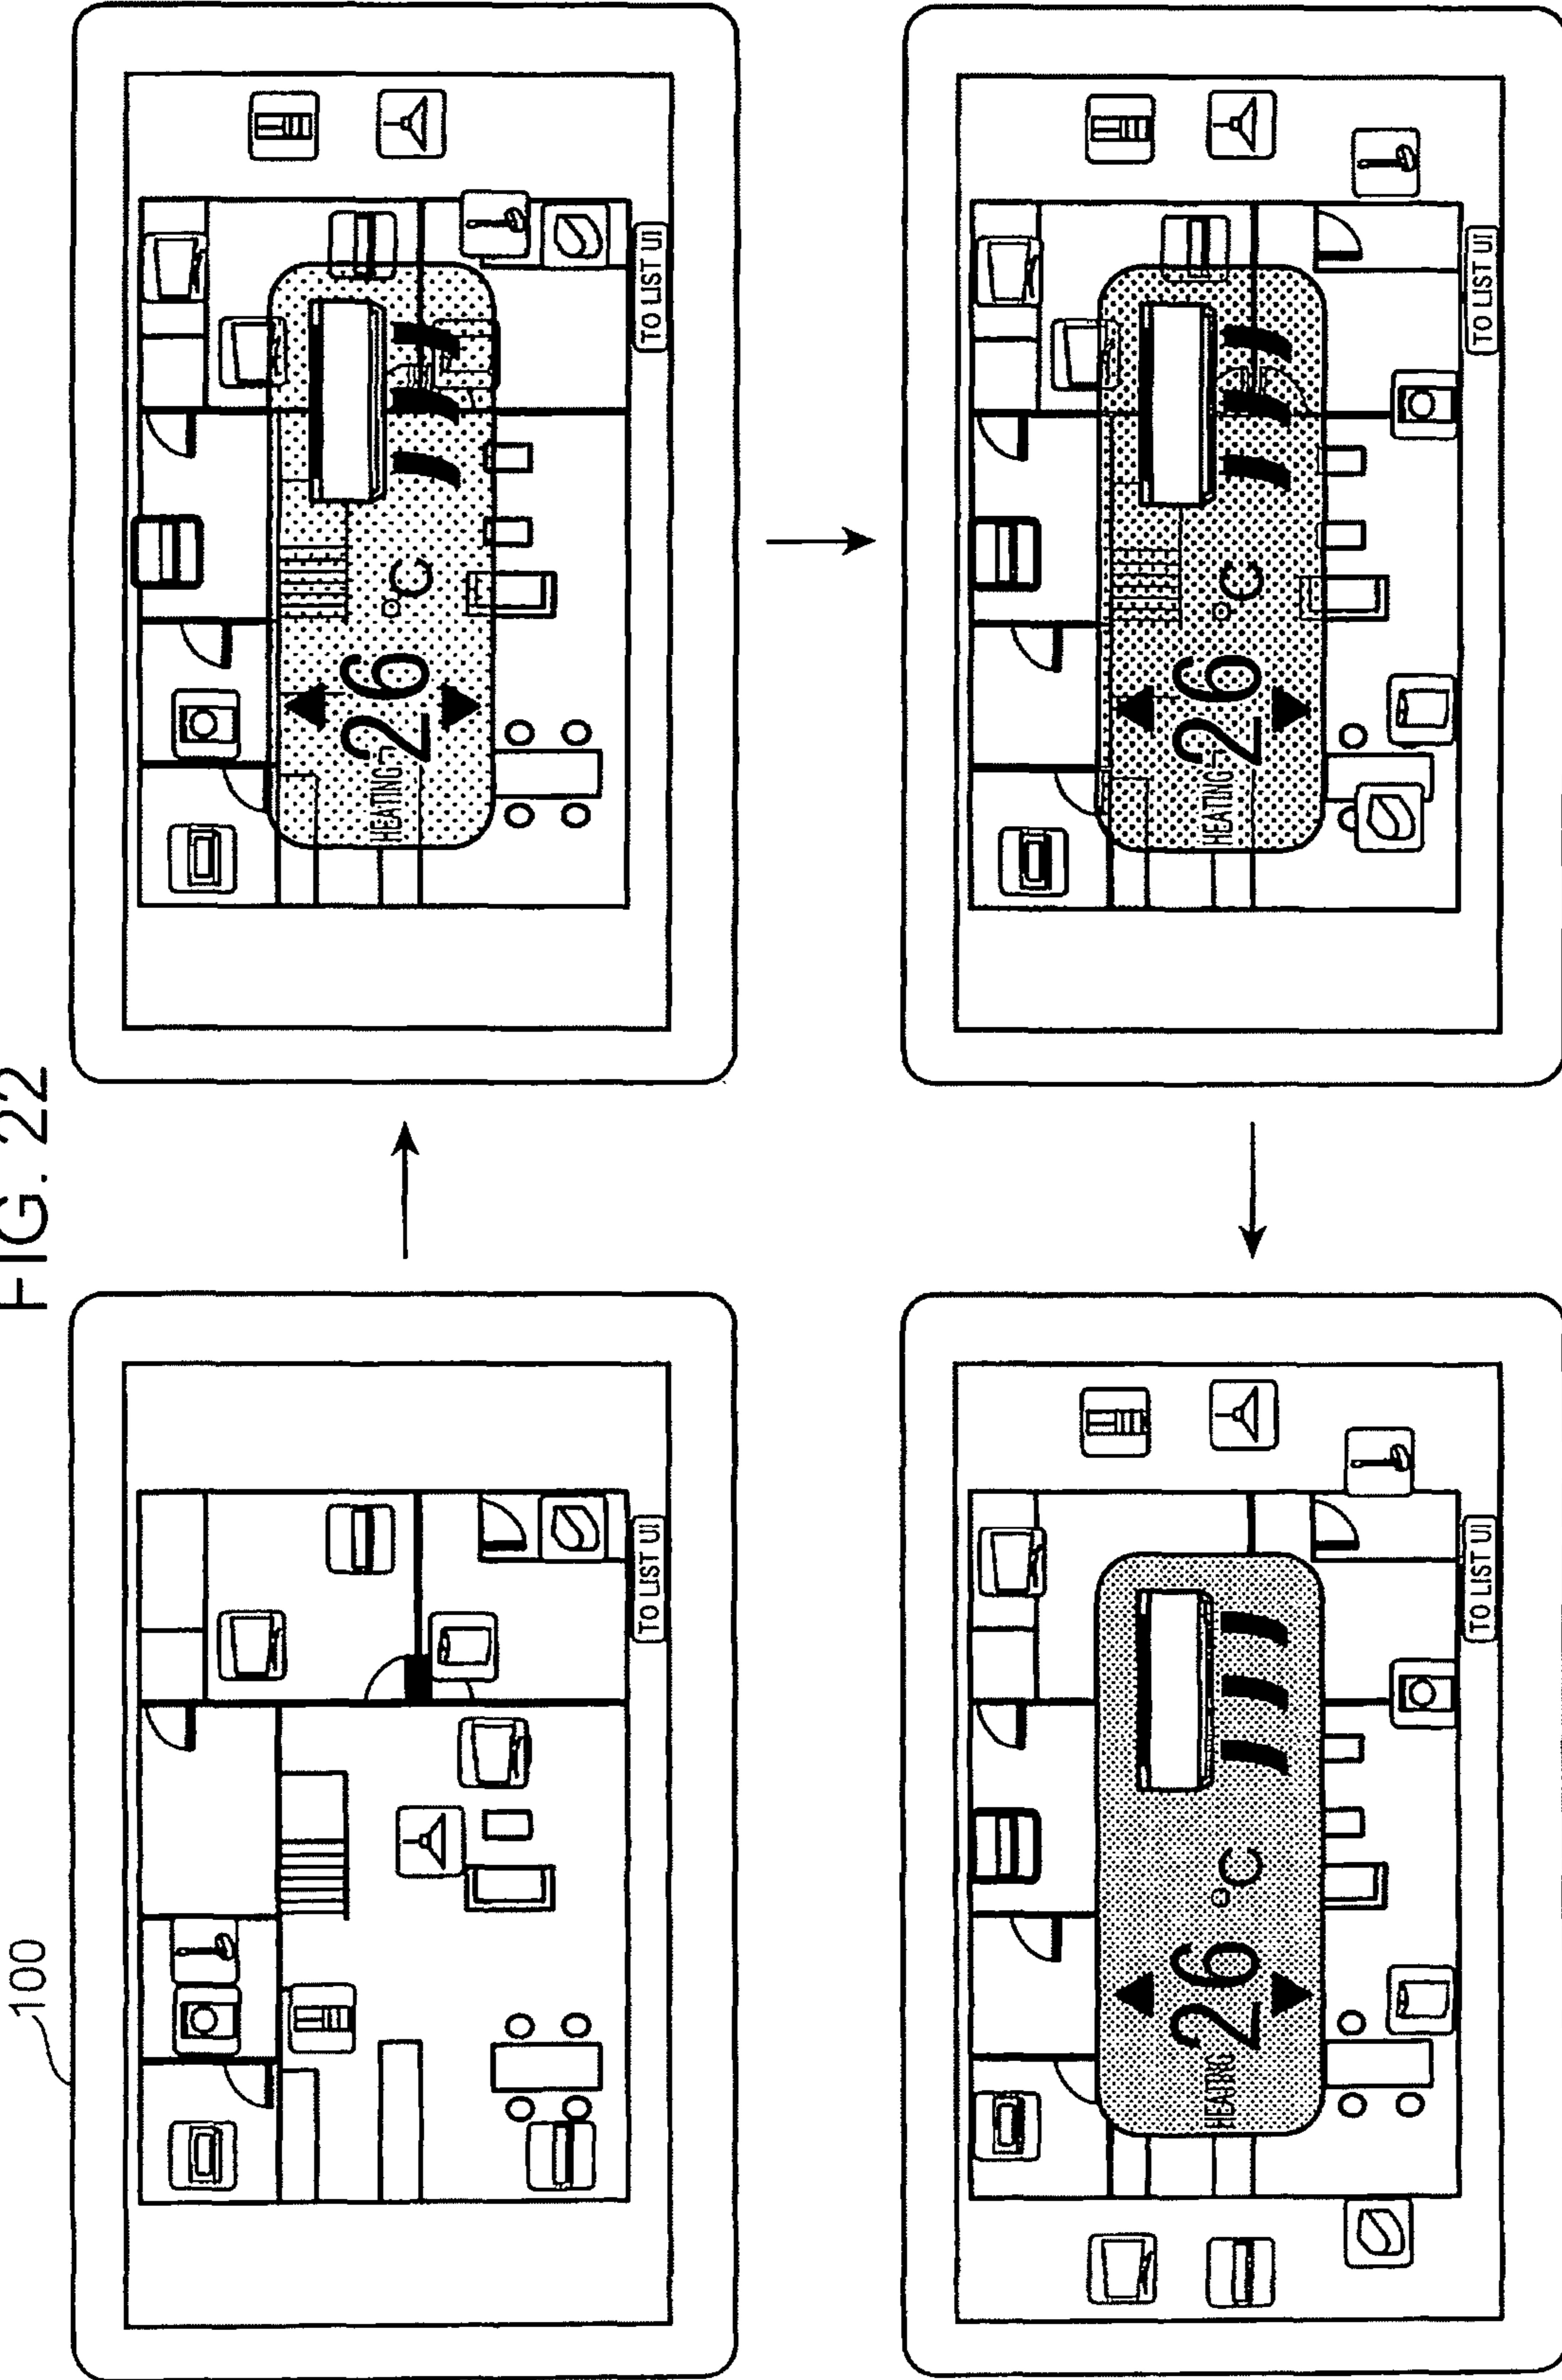 FIG. 22
100
TO LIST UI
HEATING
26 °C
TO LIST UI
HEATING
26 °C
TO LIST UI
HEATING
26 °C
TO LIST UI